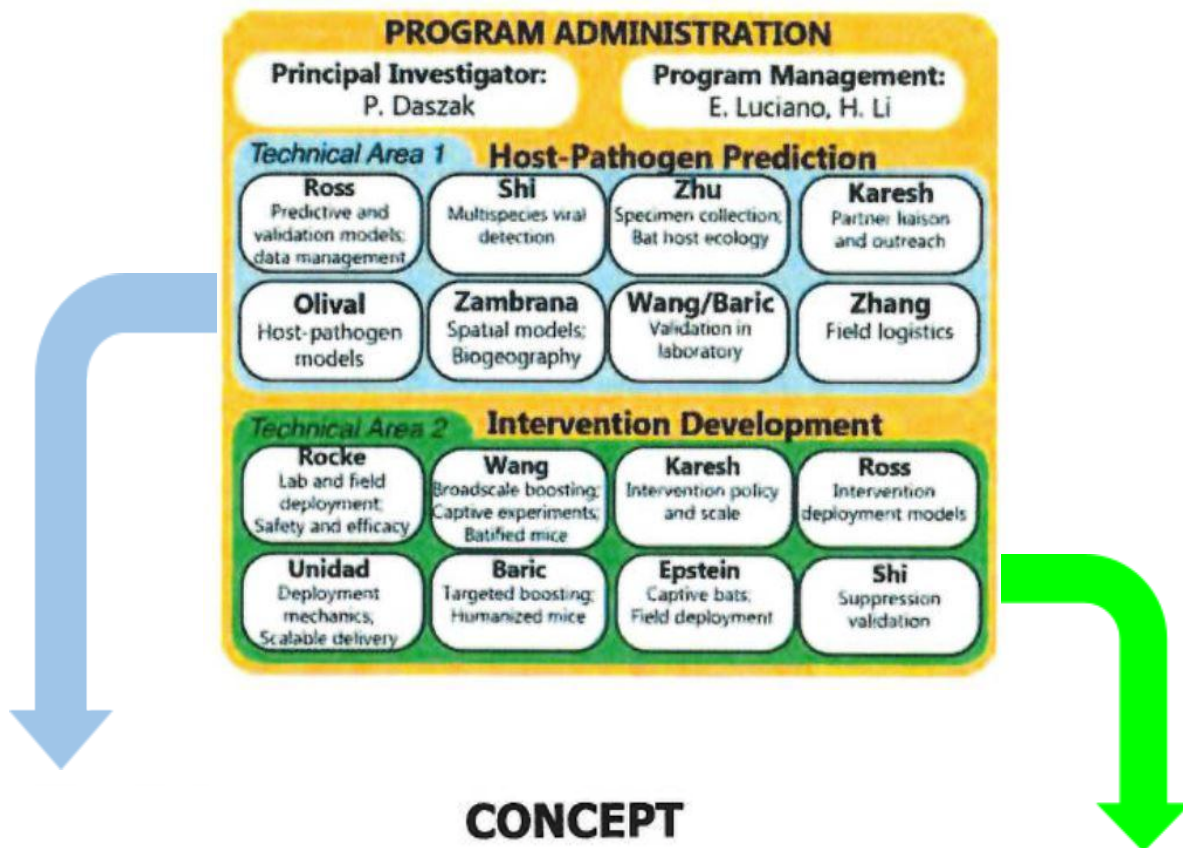 PROGRAM ADMINISTRATION
Principal Investigator:
P. Daszak
Program Management:
E. Luciano, H. Li
Technical Area 1
Host-Pathogen Prediction
Ross
Predictive and
validation models;
data management
Shi
Multispecies viral
detection
Zhu
Specimen collection;
Bat host ecology
Karesh
Partner liaison
and outreach
Olival
Host-pathogen
models
Zambrana
Spatial models;
Biogeography
Wang/Baric
Validation in
laboratory
Zhang
Field logistics
Technical Area 2
Intervention Development
Rocke
Lab and field
deployment;
Safety and efficacy
Wang
Broadscale boosting;
Captive experiments;
Batified mice
Karesh
Intervention policy
and scale
Ross
Intervention
deployment models
Unidad
Deployment
mechanics;
Scalable delivery
Baric
Targeted boosting;
Humanized mice
Epstein
Captive bats;
Field deployment
Shi
Suppression
validation
CONCEPT